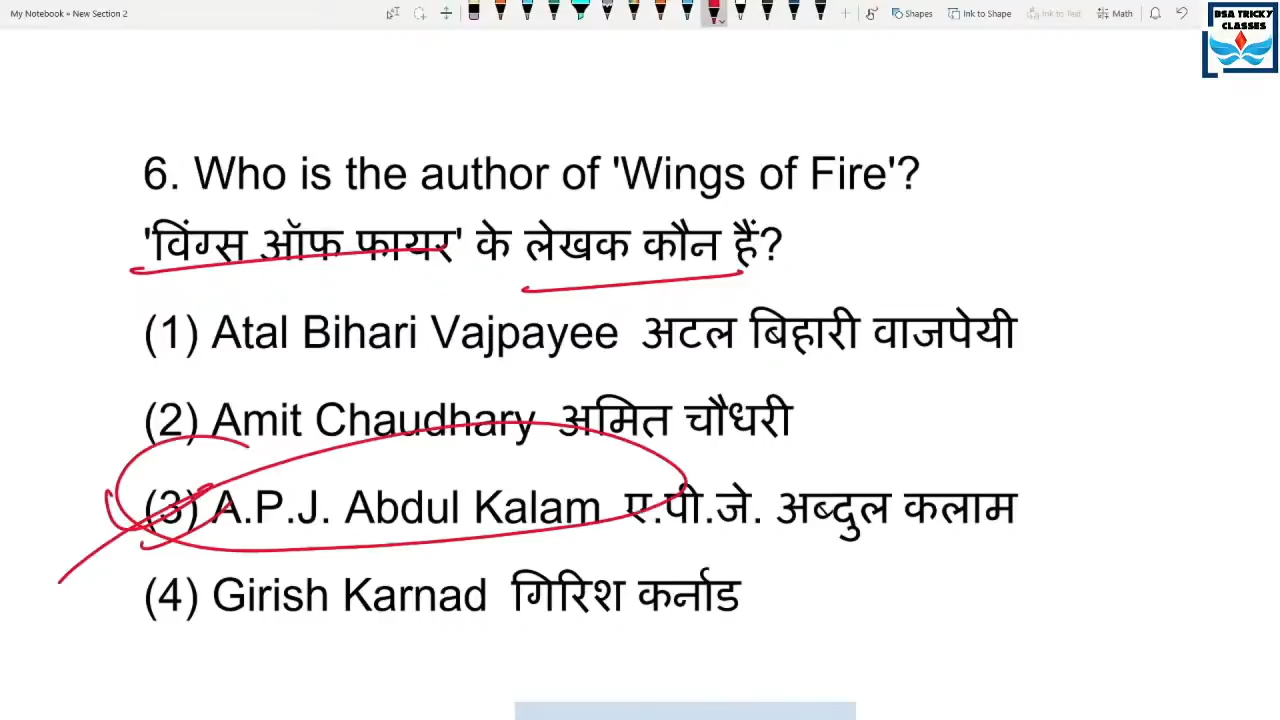 My Notebook » New Section 2
Shapes
Ink to Shape
Ink to Text
Math
DSA TRICKY
CLASSES
6. Who is the author of 'Wings of Fire'?
'विंग्स ऑफ फायर' के लेखक कौन हैं?
(1) Atal Bihari Vajpayee अटल बिहारी वाजपेयी
(2) Amit Chaudhary अमित चौधरी
(3) A.P.J. Abdul Kalam ए.पी.जे. अब्दुल कलाम
(4) Girish Karnad गिरिश कर्नाड